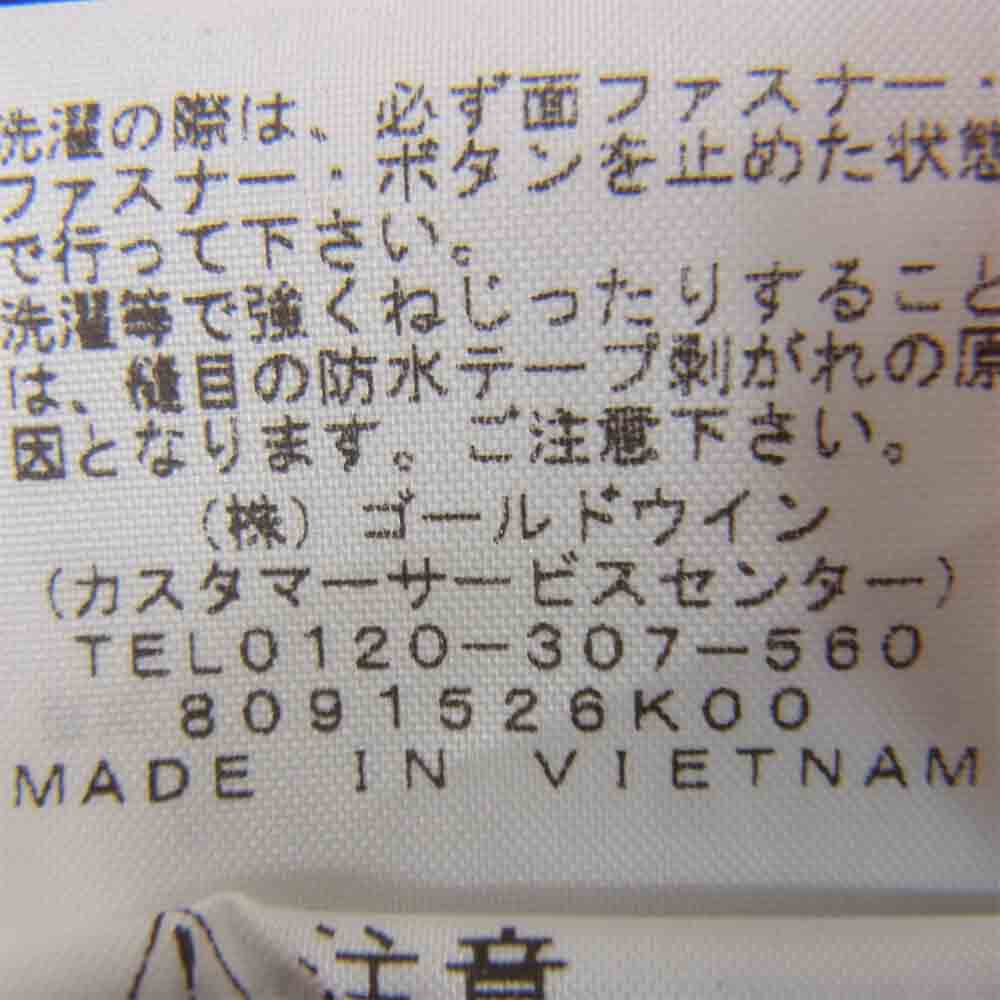 洗濯の際は、必ず面ファスナー・
ファスナー・ボタンを止めた状態
で行って下さい。
洗濯等で強くねじったりすること
は、縫目の防水テープ剥がれの原
因となります。ご注意下さい。
(株)ゴールドウイン
(カスタマーサービスセンター)
TEL0120-307-560
8091526K00
MADE IN VIETNAM
注意